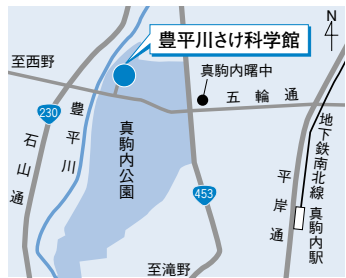 豊平川さけ科学館
N
至西野
真駒内曙中
五輪通
230
豊平川
石山通
真駒内公園
453
平岸通
地下鉄南北線
真駒内駅
至滝野